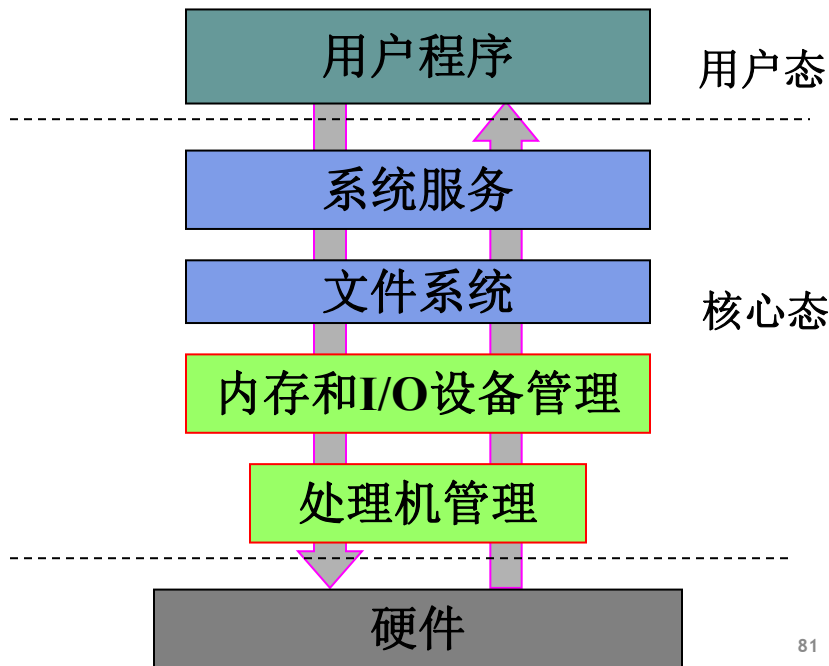 用户程序
用户态
系统服务
文件系统
核心态
内存和I/O设备管理
处理机管理
硬件
81